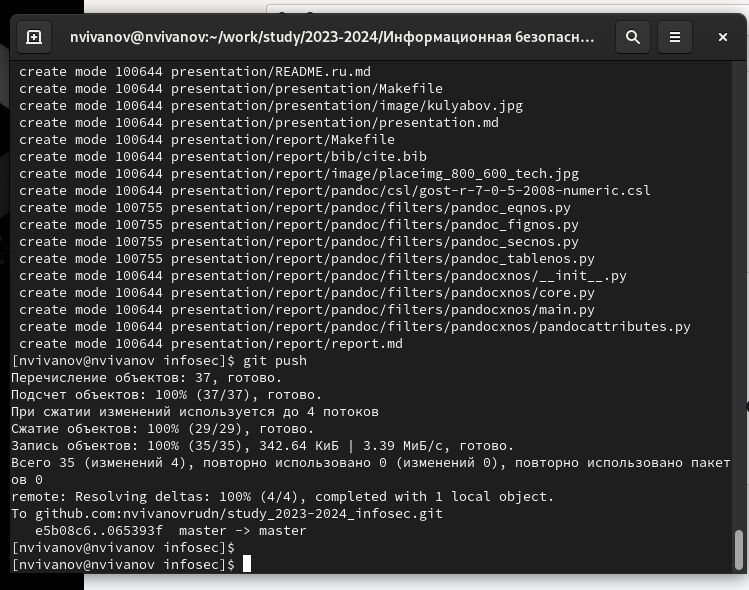 nvivanov@nvivanov:~/work/study/2023-2024/Информационная безопасн...
create mode 100644 presentation/README.ru.md
create mode 100644 presentation/presentation/Makefile
create mode 100644 presentation/presentation/image/kulyabov.jpg
create mode 100644 presentation/presentation/presentation.md
create mode 100644 presentation/report/Makefile
create mode 100644 presentation/report/bib/cite.bib
create mode 100644 presentation/report/image/placeimg_800_600_tech.jpg
create mode 100644 presentation/report/pandoc/csl/gost-r-7-0-5-2008-numeric.csl
create mode 100755 presentation/report/pandoc/filters/pandoc_eqnos.py
create mode 100755 presentation/report/pandoc/filters/pandoc_fignos.py
create mode 100755 presentation/report/pandoc/filters/pandoc_secnos.py
create mode 100755 presentation/report/pandoc/filters/pandoc_tablenos.py
create mode 100644 presentation/report/pandoc/filters/pandocxnos/__init__.py
create mode 100644 presentation/report/pandoc/filters/pandocxnos/core.py
create mode 100644 presentation/report/pandoc/filters/pandocxnos/main.py
create mode 100644 presentation/report/pandoc/filters/pandocxnos/pandocattributes.py
create mode 100644 presentation/report/report.md
[nvivanov@nvivanov infosec]$ git push
Перечисление объектов: 37, готово.
Подсчет объектов: 100% (37/37), готово.
При сжатии изменений используется до 4 потоков
Сжатие объектов: 100% (29/29), готово.
Запись объектов: 100% (35/35), 342.64 КиБ | 3.39 МиБ/с, готово.
Всего 35 (изменений 4), повторно использовано 0 (изменений 0), повторно использовано пакет
ов 0
remote: Resolving deltas: 100% (4/4), completed with 1 local object.
To github.com:nvivanovrudn/study_2023-2024_infosec.git
e5b08c6..065393f  master -> master
[nvivanov@nvivanov infosec]$
[nvivanov@nvivanov infosec]$